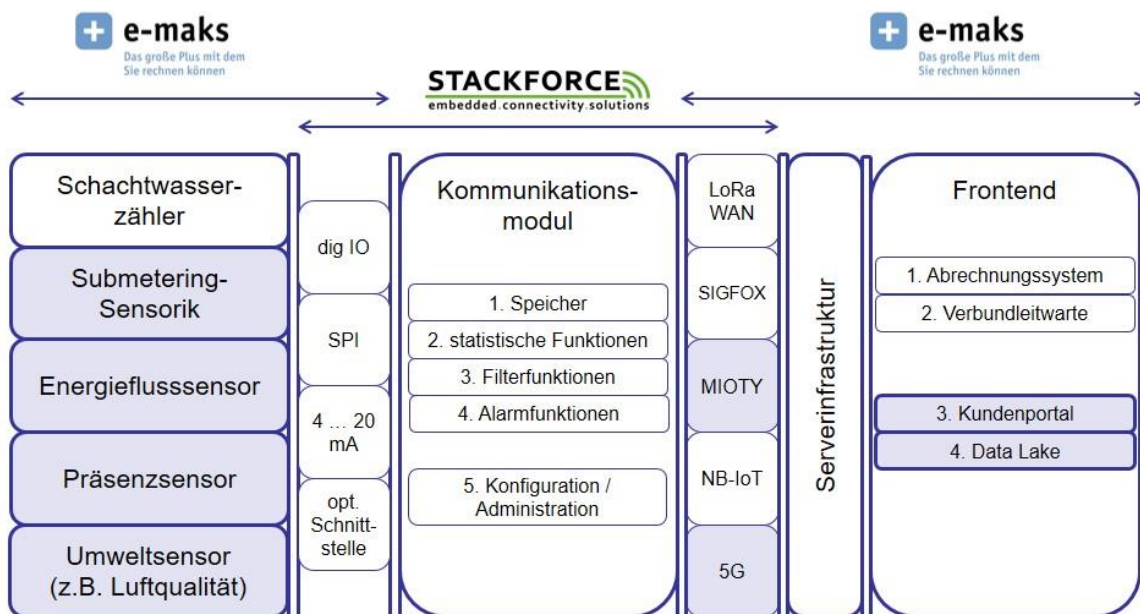 e-maks
Das große Plus mit dem
Sie rechnen können
STACKFORCE
embedded.connectivity.solutions
e-maks
Das große Plus mit dem
Sie rechnen können
Schachtwasser-
zähler
Submetering-
Sensorik
Energieflusssensor
Präsenzsensor
Umweltsensor
(z.B. Luftqualität)
dig IO
SPI
4 ... 20
mA
opt.
Schnitt-
stelle
Kommunikations-
modul
1. Speicher
2. statistische Funktionen
3. Filterfunktionen
4. Alarmfunktionen
5. Konfiguration /
Administration
LoRa
WAN
SIGFOX
MIOTY
NB-IoT
5G
Serverinfrastruktur
Frontend
1. Abrechnungssystem
2. Verbundleitwarte
3. Kundenportal
4. Data Lake